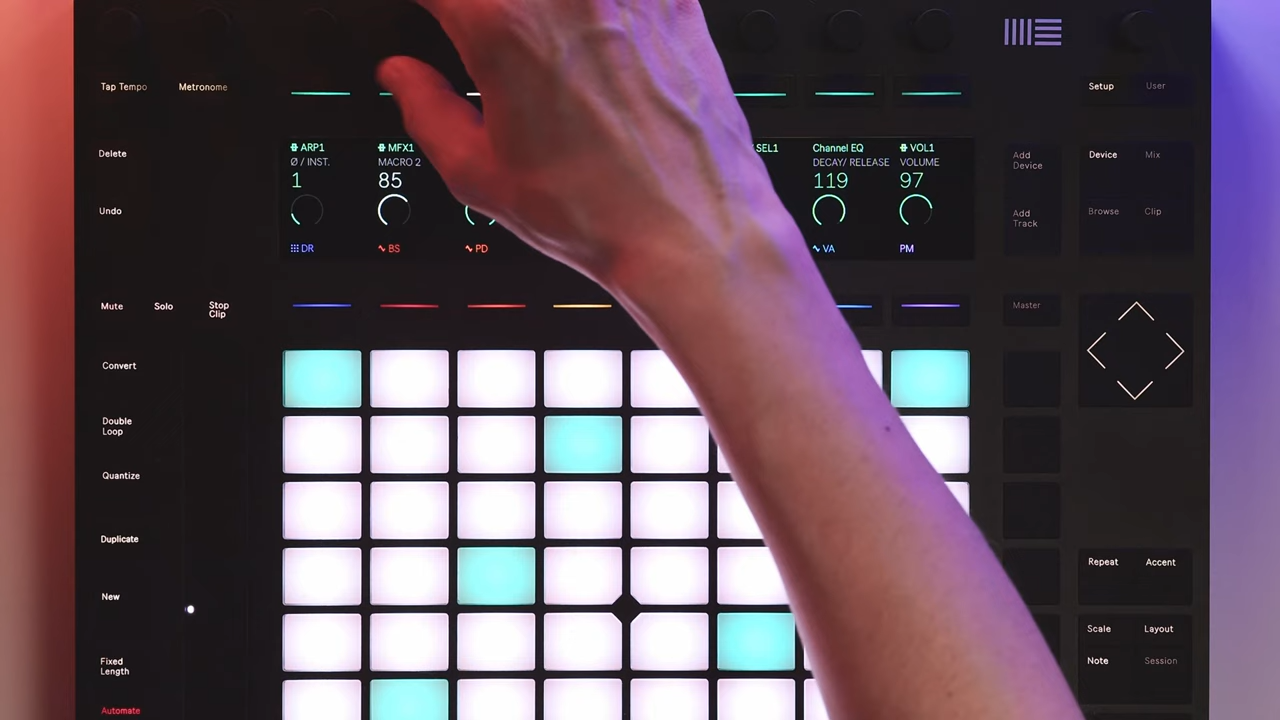 Tap Tempo
Metronome
Setup
User
Delete
ARP1
MFX1
SEL1
Channel EQ
VOL1
Ø / INST.
MACRO 2
DECAY/ RELEASE
VOLUME
1
85
119
97
DR
BS
PD
VA
PM
Add
Device
Device
Mix
Undo
Add
Track
Browse
Clip
Mute
Solo
Stop
Clip
Master
Convert
Double
Loop
Quantize
Duplicate
Repeat
Accent
New
Scale
Layout
Fixed
Length
Note
Session
Automate